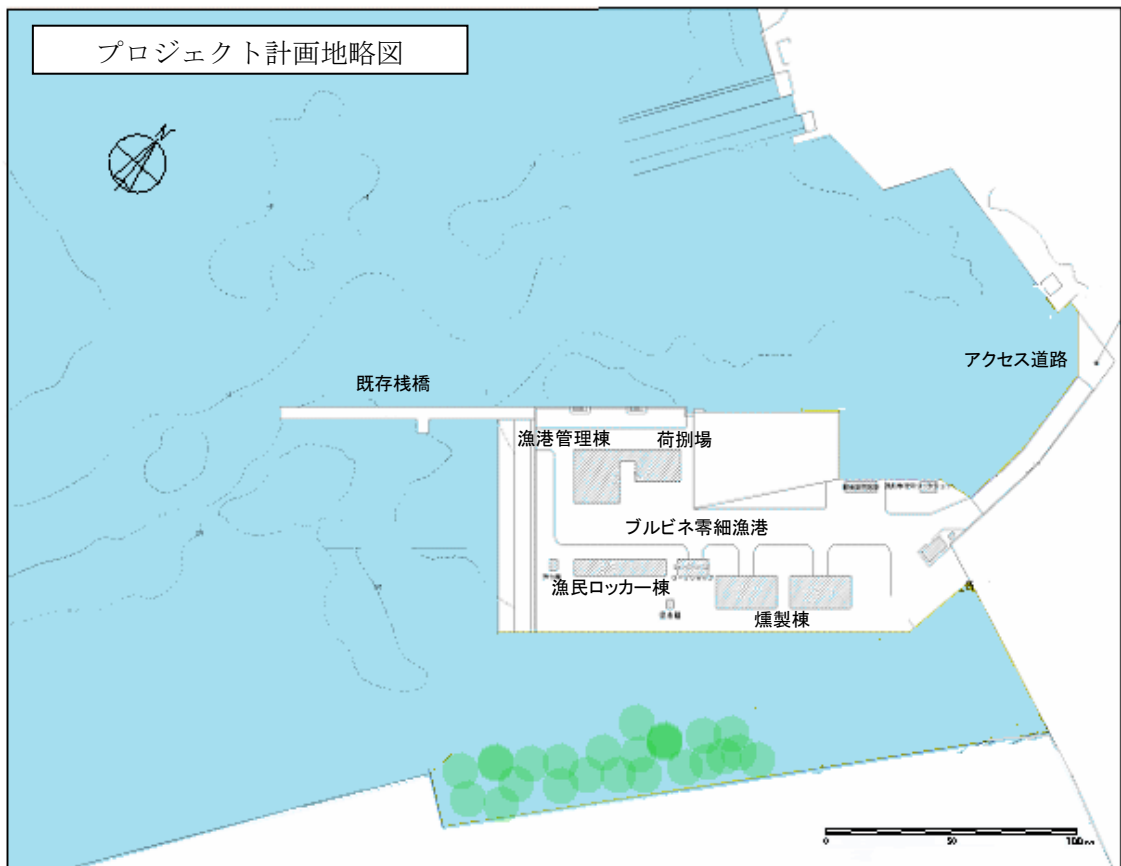 プロジェクト計画地略図
N
アクセス道路
既存桟橋
漁港管理棟
荷捌場
ブルビネ零細漁港
漁民ロッカー棟
燻製棟
0 50 100m